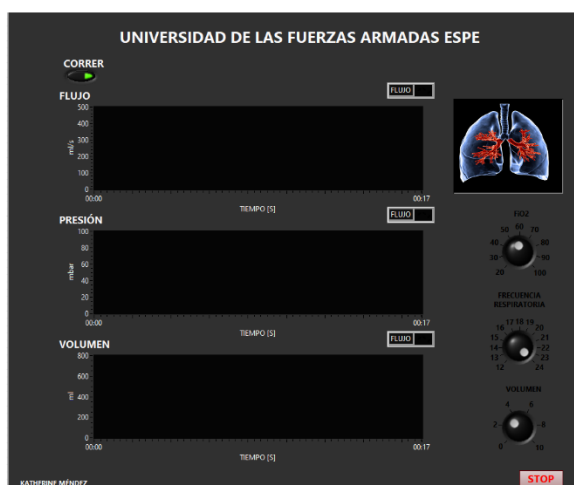 UNIVERSIDAD DE LAS FUERZAS ARMADAS ESPE
CORRER
FLUJO
FLUJO
500
400
300
200
100
0
ml/s
00:00
00:17
TIEMPO [S]
PRESIÓN
FLUJO
100
80
60
40
20
0
mbar
00:00
00:17
TIEMPO [S]
VOLUMEN
FLUJO
800
600
400
200
0
ml
00:00
00:17
TIEMPO [S]
FiO2
20 30 40 50 60 70 80 90 100
FRECUENCIA
RESPIRATORIA
12 13 14 15 16 17 18 19 20 21 22 23 24
VOLUMEN
0 2 4 6 8 10
KATHERINE MÉNDEZ
STOP